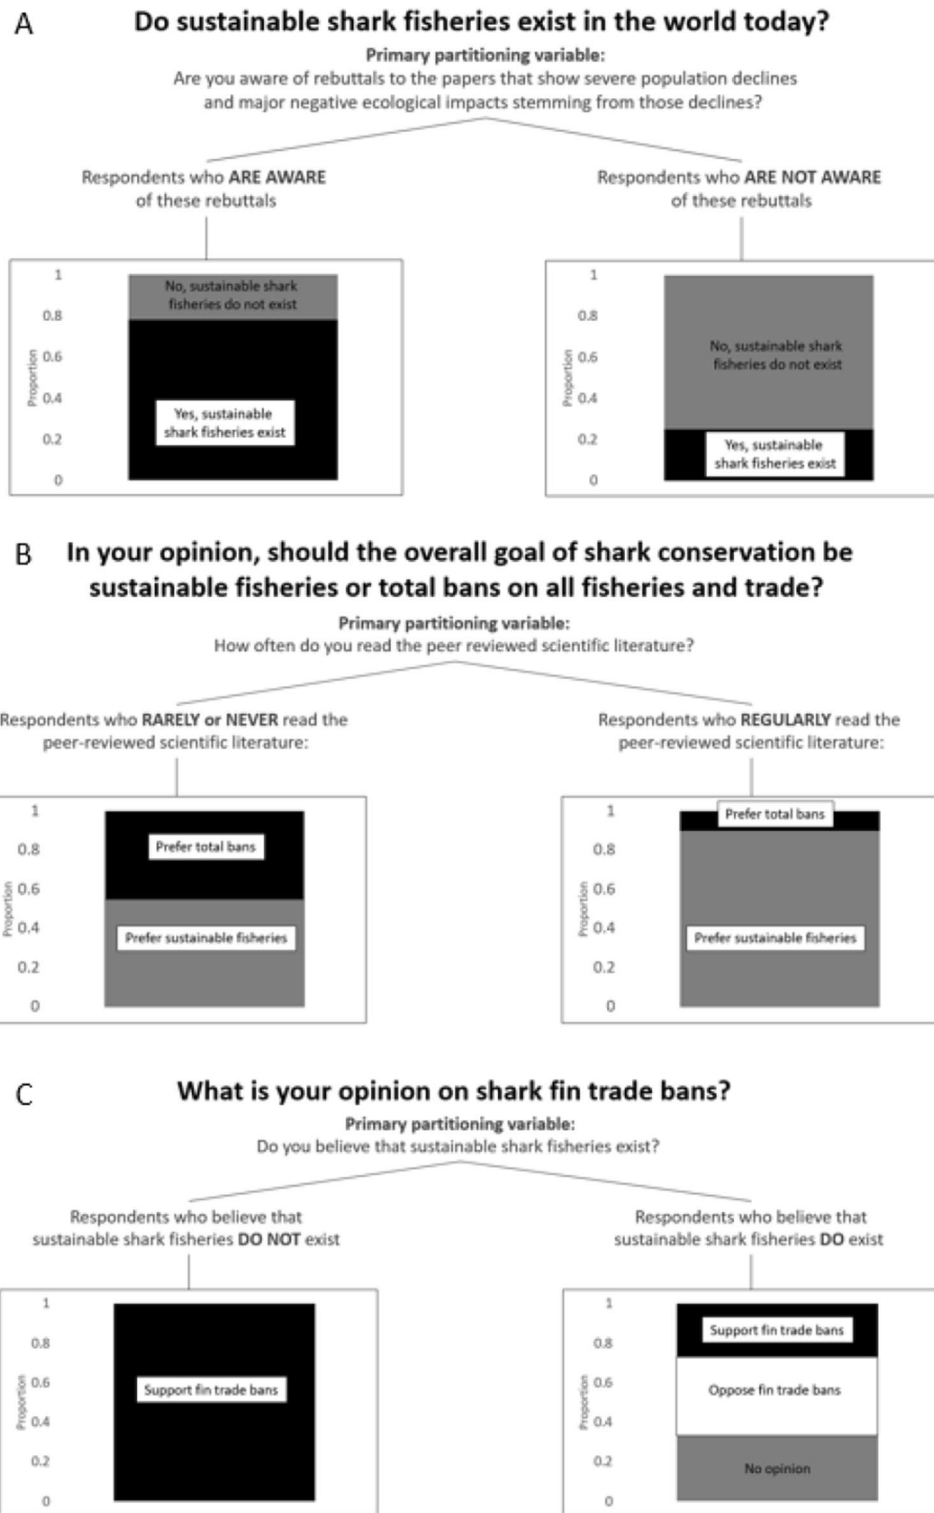 A
Do sustainable shark fisheries exist in the world today?
Primary partitioning variable:
Are you aware of rebuttals to the papers that show severe population declines
and major negative ecological impacts stemming from those declines?
Respondents who ARE AWARE
of these rebuttals
Respondents who ARE NOT AWARE
of these rebuttals
1
0.8
0.6
0.4
0.2
0
Proportion
No, sustainable shark
fisheries do not exist
Yes, sustainable
shark fisheries exist
1
0.8
0.6
0.4
0.2
0
Proportion
No, sustainable shark
fisheries do not exist
Yes, sustainable
shark fisheries exist
B
In your opinion, should the overall goal of shark conservation be
sustainable fisheries or total bans on all fisheries and trade?
Primary partitioning variable:
How often do you read the peer reviewed scientific literature?
Respondents who RARELY or NEVER read the
peer-reviewed scientific literature:
Respondents who REGULARLY read the
peer-reviewed scientific literature:
1
0.8
0.6
0.4
0.2
0
Proportion
Prefer total bans
Prefer sustainable fisheries
1
0.8
0.6
0.4
0.2
0
Proportion
Prefer total bans
Prefer sustainable fisheries
C
What is your opinion on shark fin trade bans?
Primary partitioning variable:
Do you believe that sustainable shark fisheries exist?
Respondents who believe that
sustainable shark fisheries DO NOT exist
Respondents who believe that
sustainable shark fisheries DO exist
1
0.8
0.6
0.4
0.2
0
Proportion
Support fin trade bans
1
0.8
0.6
0.4
0.2
0
Proportion
Support fin trade bans
Oppose fin trade bans
No opinion